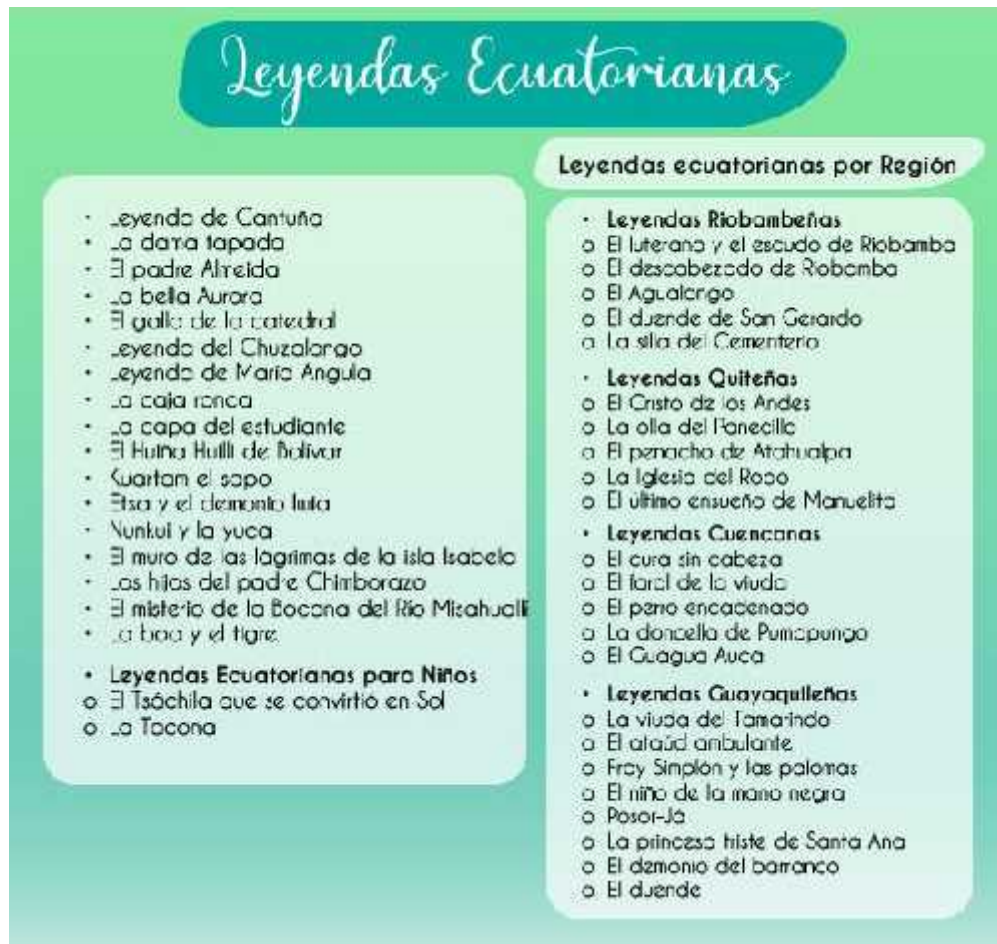 Leyendas Ecuatorianas
· Leyenda de Cantuña
· La dama tapada
· El padre Almeida
· La bella Aurora
· El gallo de la catedral
· Leyenda del Chuzalongo
· Leyenda de María Angula
· La caja ronca
· La capa del estudiante
· El Huiña Huilli de Bolívar
· Kuartam el sapo
· Etsa y el demonio Iwia
· Nunkui y la yuca
· El muro de las lágrimas de la isla Isabela
· Los hijos del padre Chimborazo
· El misterio de la Bocana del Río Misahuallí
· La boa y el tigre
· Leyendas Ecuatorianas para Niños
o El Tsáchila que se convirtió en Sol
o La Tacona
Leyendas ecuatorianas por Región
· Leyendas Riobambeñas
o El luterano y el escudo de Riobamba
o El descabezado de Riobamba
o El Agualongo
o El duende de San Gerardo
o La silla del Cementerio
· Leyendas Quiteñas
o El Cristo de los Andes
o La olla del Panecillo
o El penacho de Atahualpa
o La Iglesia del Robo
o El último ensueño de Manuelita
· Leyendas Cuencanas
o El cura sin cabeza
o El farol de la viuda
o El perro encadenado
o La doncella de Pumapungo
o El Guagua Auca
· Leyendas Guayaquileñas
o La viuda del Tamarindo
o El ataúd ambulante
o Fray Simplón y las palomas
o El niño de la mano negra
o Posor-Já
o La princesa triste de Santa Ana
o El demonio del barranco
o El duende